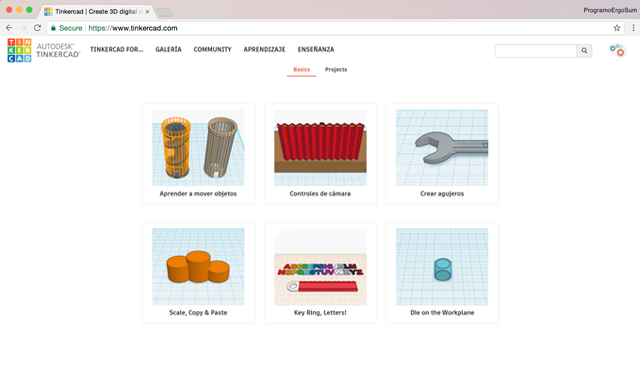 Tinkercad | Create 3D digital d
ProgramoErgoSum
Secure
https://www.tinkercad.com
TIN
KER
CAD
AUTODESK
TINKERCAD
TINKERCAD FOR...
GALERÍA
COMMUNITY
APRENDIZAJE
ENSEÑANZA
Basics
Projects
Aprender a mover objetos
Controles de cámara
Crear agujeros
Scale, Copy & Paste
Key Ring, Letters!
Die on the Workplane